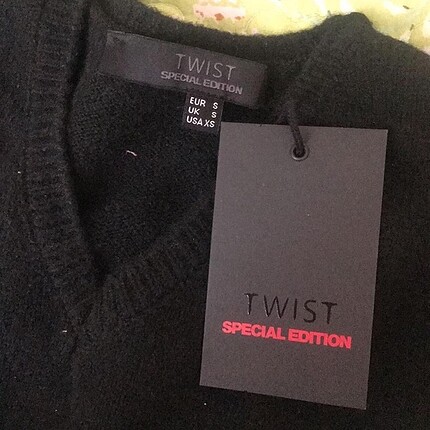 TWIST
SPECIAL EDITION
EUR S
UK S
USA XS
TWIST
SPECIAL EDITION